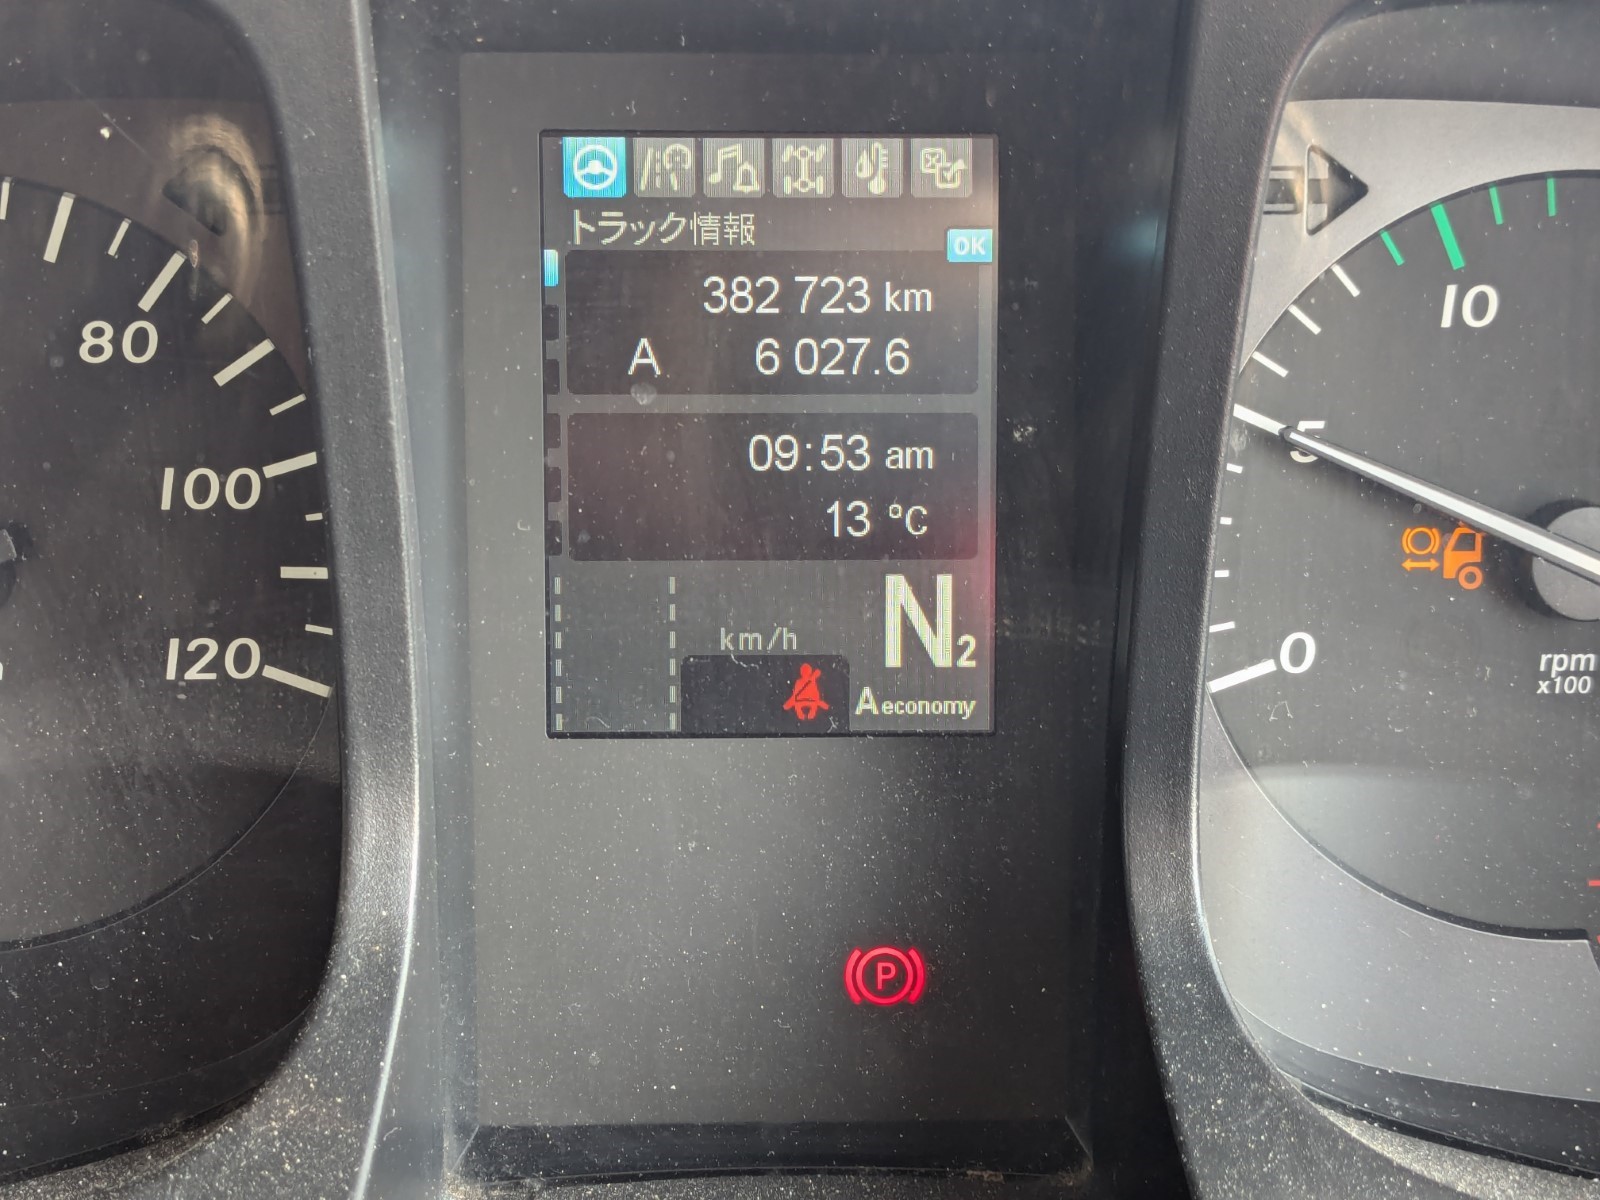 トラック情報
OK
382 723 km
A 6 027.6
09:53 am
13 °C
km/h
N2
A economy
P
80
100
120
10
5
0
rpm
x100